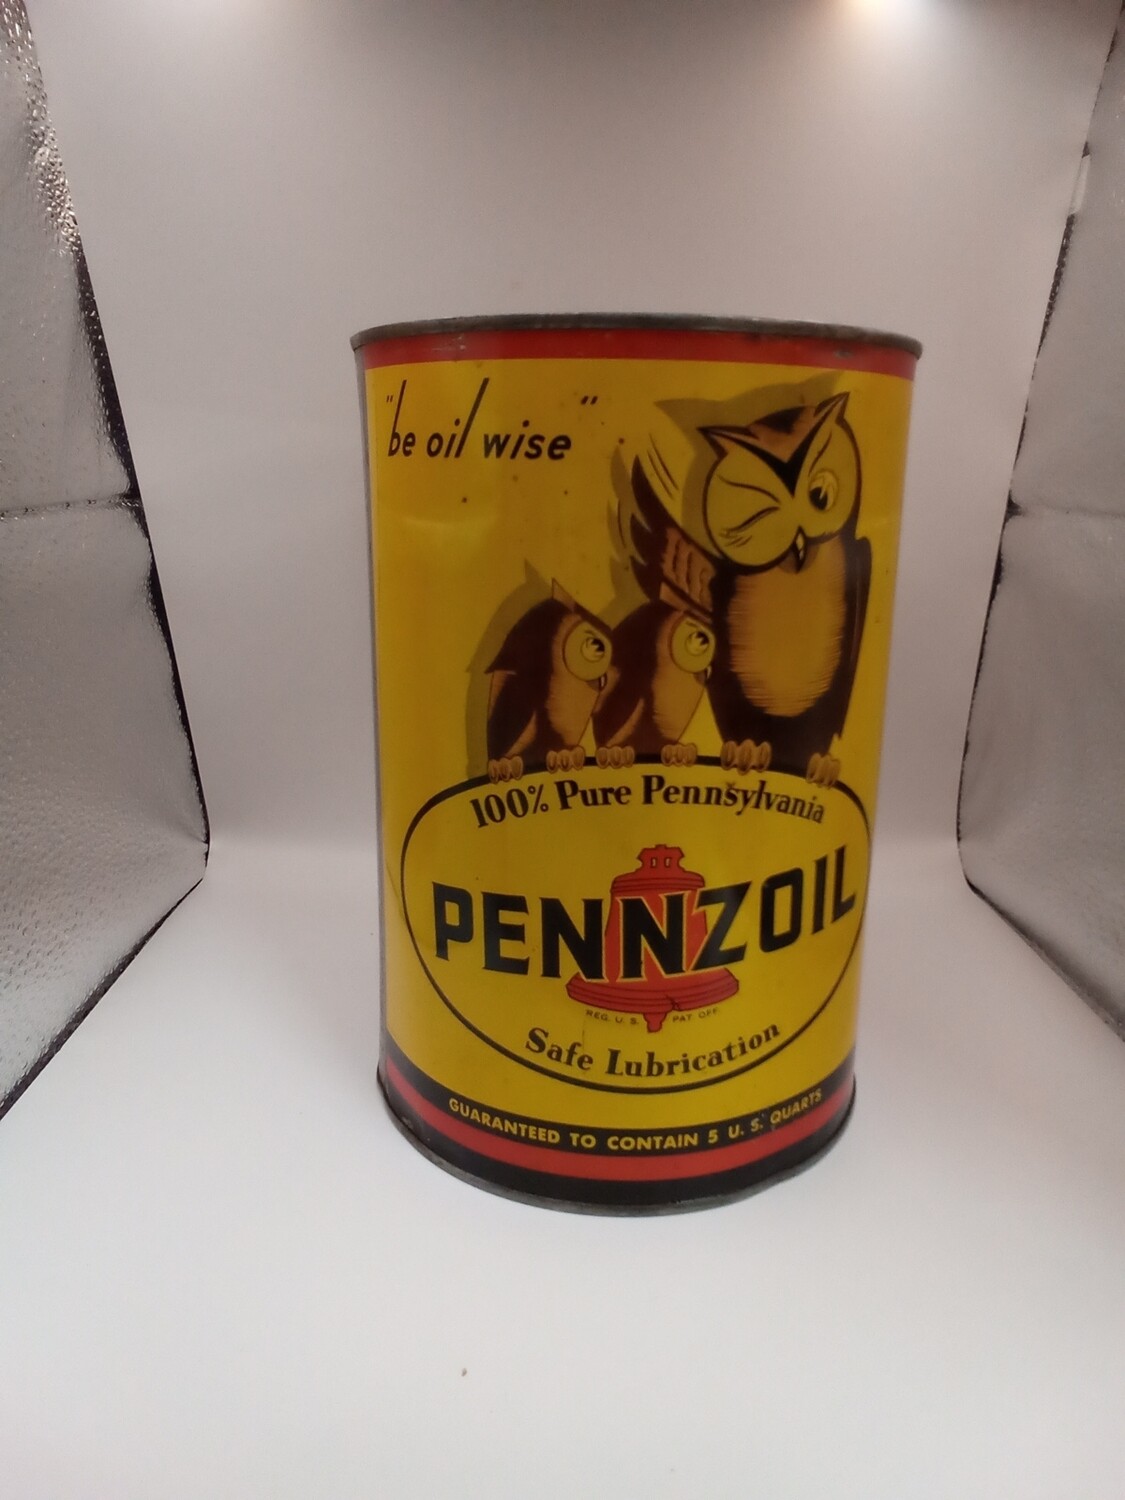 "be oil wise"
100% Pure Pennsylvania
PENNZOIL
REG. U. S. PAT OFF.
Safe Lubrication
GUARANTEED TO CONTAIN 5 U. S. QUARTS